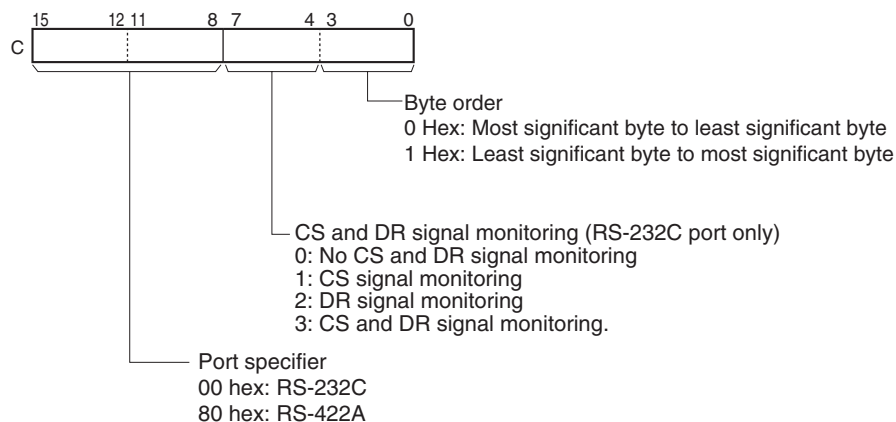 15 12 11 8 7 4 3 0
C
Byte order
0 Hex: Most significant byte to least significant byte
1 Hex: Least significant byte to most significant byte
CS and DR signal monitoring (RS-232C port only)
0: No CS and DR signal monitoring
1: CS signal monitoring
2: DR signal monitoring
3: CS and DR signal monitoring.
Port specifier
00 hex: RS-232C
80 hex: RS-422A